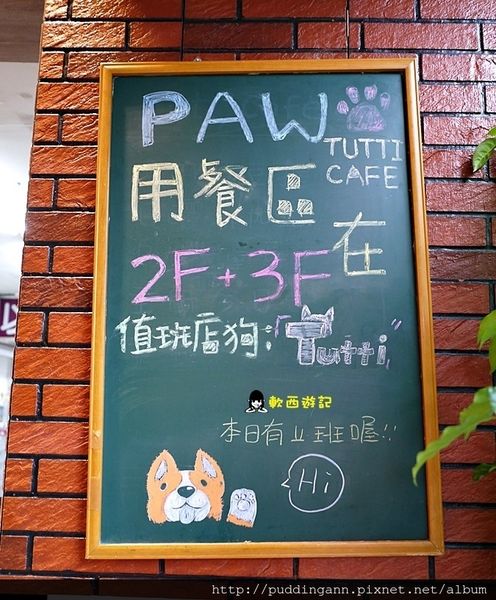 PAW
TUTTI
CAFE
用餐區在
2F+3F
值班店狗:「Tutti」
軟西遊記
本日有上班喔!!
Hi
http://puddingann.pixnet.net/album